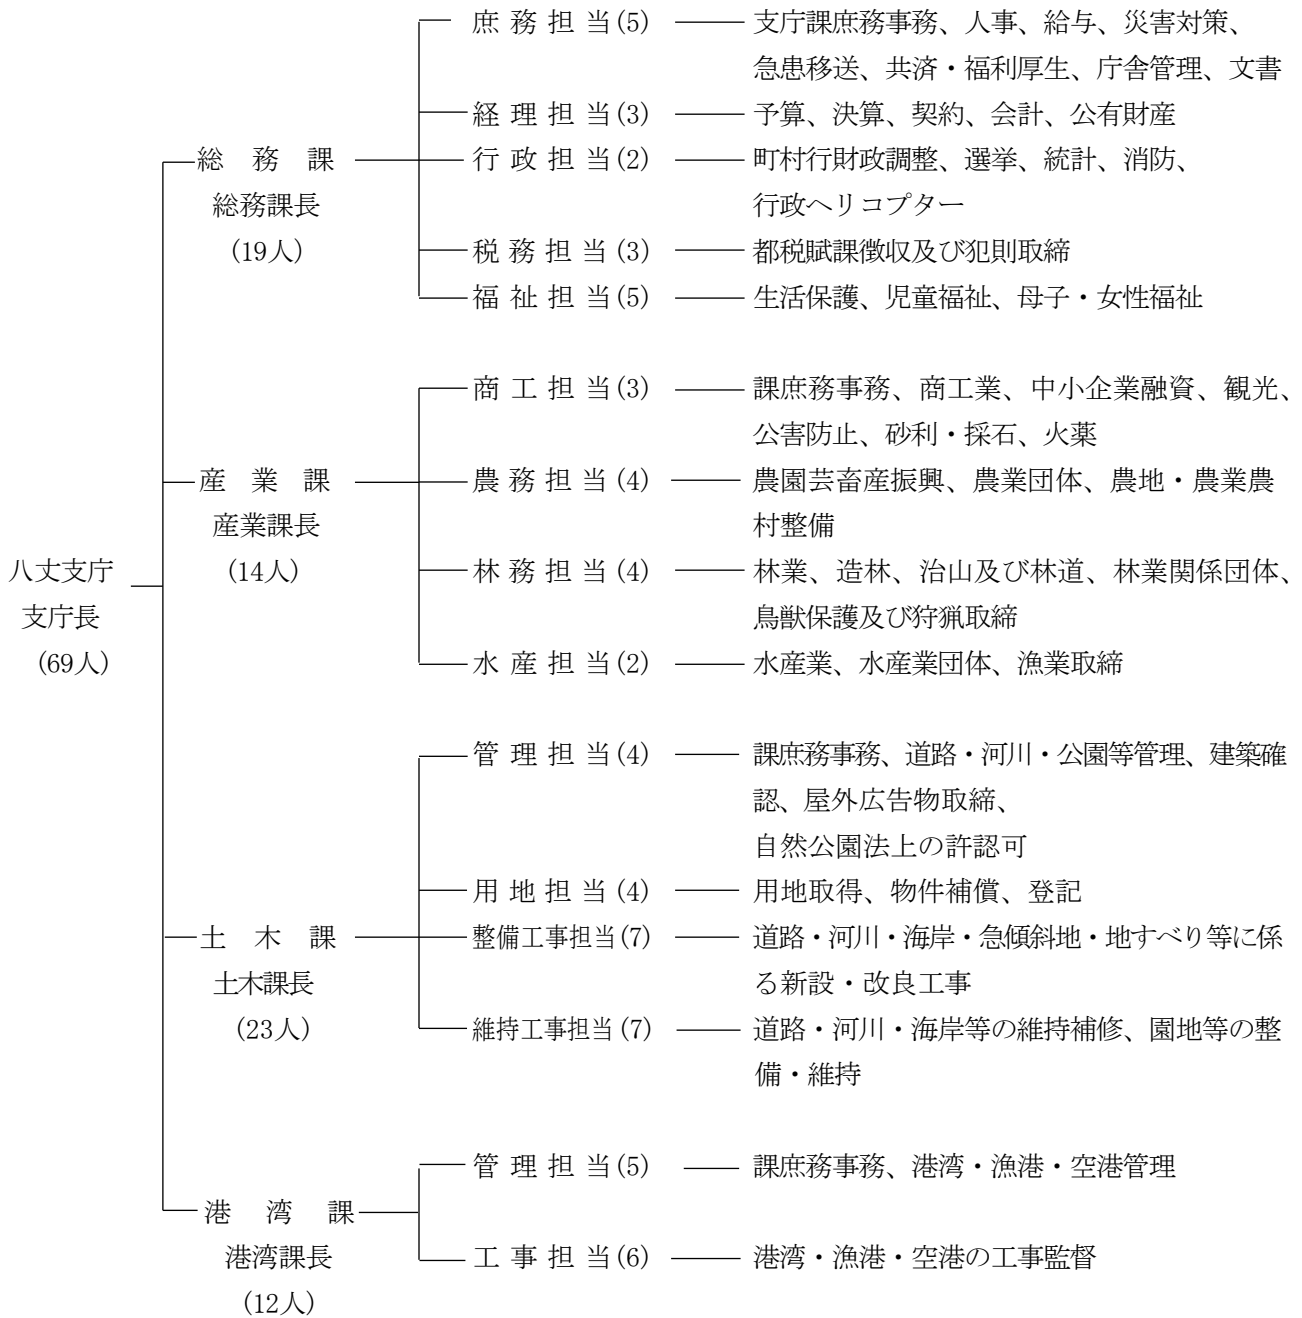 八丈支庁
支庁長
(69人)
総務課
総務課長
(19人)
庶務担当(5)
支庁課庶務事務、人事、給与、災害対策、
急患移送、共済・福利厚生、庁舎管理、文書
経理担当(3)
予算、決算、契約、会計、公有財産
行政担当(2)
町村行財政調整、選挙、統計、消防、
行政ヘリコプター
税務担当(3)
都税賦課徴収及び犯則取締
福祉担当(5)
生活保護、児童福祉、母子・女性福祉
産業課
産業課長
(14人)
商工担当(3)
課庶務事務、商工業、中小企業融資、観光、
公害防止、砂利・採石、火薬
農務担当(4)
農園芸畜産振興、農業団体、農地・農業農
村整備
林務担当(4)
林業、造林、治山及び林道、林業関係団体、
鳥獣保護及び狩猟取締
水産担当(2)
水産業、水産業団体、漁業取締
土木課
土木課長
(23人)
管理担当(4)
課庶務事務、道路・河川・公園等管理、建築確
認、屋外広告物取締、
自然公園法上の許認可
用地担当(4)
用地取得、物件補償、登記
整備工事担当(7)
道路・河川・海岸・急傾斜地・地すべり等に係
る新設・改良工事
維持工事担当(7)
道路・河川・海岸等の維持補修、園地等の整
備・維持
港湾課
港湾課長
(12人)
管理担当(5)
課庶務事務、港湾・漁港・空港管理
工事担当(6)
港湾・漁港・空港の工事監督